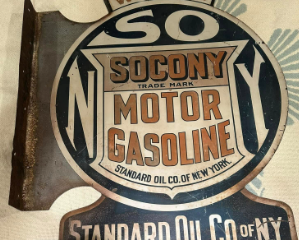 SO
N Y
SOCONY
TRADE MARK
MOTOR
GASOLINE
STANDARD OIL CO. OF NEW YORK.
STANDARD OIL CO. OF N.Y.